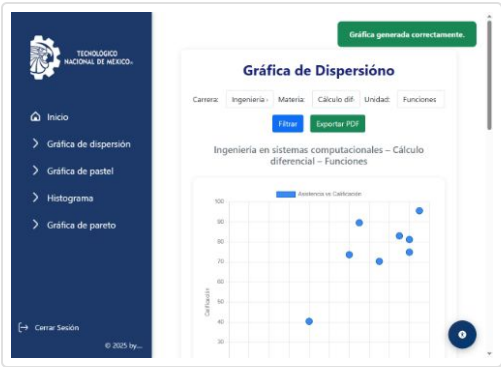 TECNOLÓGICO
NACIONAL DE MÉXICO®
Inicio
Gráfica de dispersión
Gráfica de pastel
Histograma
Gráfica de pareto
Cerrar Sesión
© 2025 by...
Gráfica generada correctamente.
Gráfica de Dispersióno
Carrera: Ingeniería Materia: Cálculo dif Unidad: Funciones
Filtrar Exportar PDF
Ingeniería en sistemas computacionales – Cálculo
diferencial – Funciones
Asistencia vs Calificación
Calificación
100
90
80
70
60
50
40
30